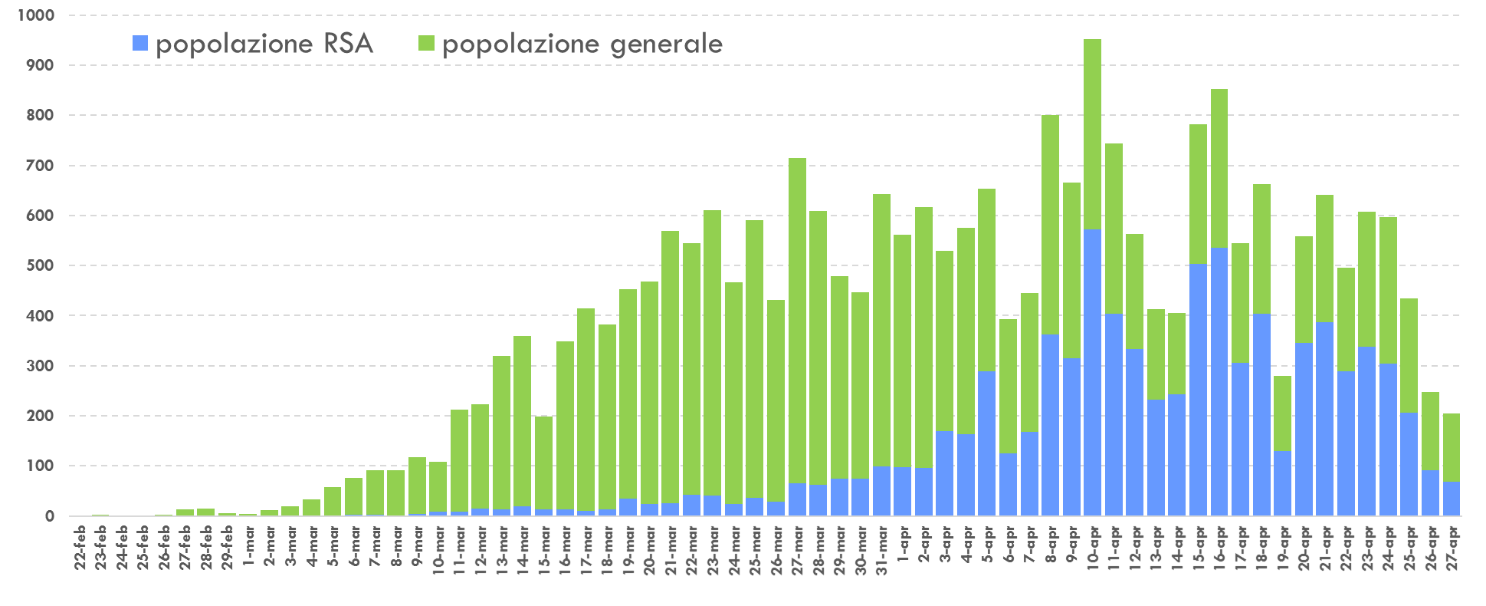 1000
popolazione RSA popolazione generale
900
800
700
600
500
400
300
200
100
0
22-feb
23-feb
24-feb
25-feb
26-feb
27-feb
28-feb
29-feb
1-mar
2-mar
3-mar
4-mar
5-mar
6-mar
7-mar
8-mar
9-mar
10-mar
11-mar
12-mar
13-mar
14-mar
15-mar
16-mar
17-mar
18-mar
19-mar
20-mar
21-mar
22-mar
23-mar
24-mar
25-mar
26-mar
27-mar
28-mar
29-mar
30-mar
31-mar
1-apr
2-apr
3-apr
4-apr
5-apr
6-apr
7-apr
8-apr
9-apr
10-apr
11-apr
12-apr
13-apr
14-apr
15-apr
16-apr
17-apr
18-apr
19-apr
20-apr
21-apr
22-apr
23-apr
24-apr
25-apr
26-apr
27-apr